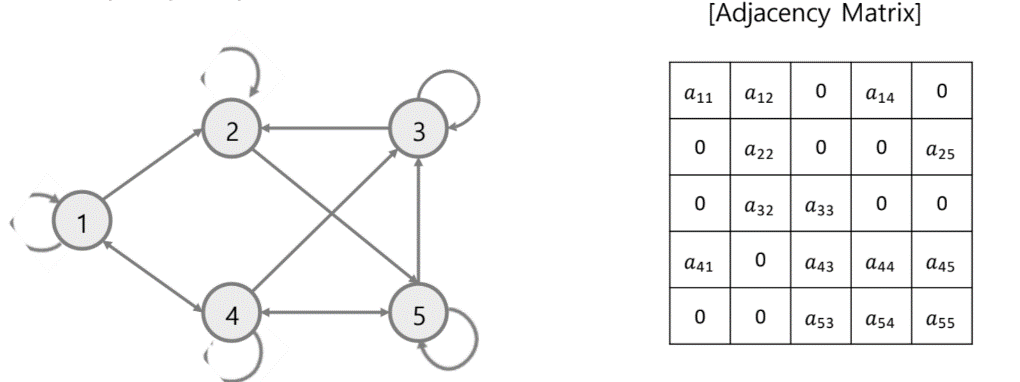 [Adjacency Matrix]
2 3
1
4 5
a₁₁ a₁₂ 0 a₁₄ 0
0 a₂₂ 0 0 a₂₅
0 a₃₂ a₃₃ 0 0
a₄₁ 0 a₄₃ a₄₄ a₄₅
0 0 a₅₃ a₅₄ a₅₅